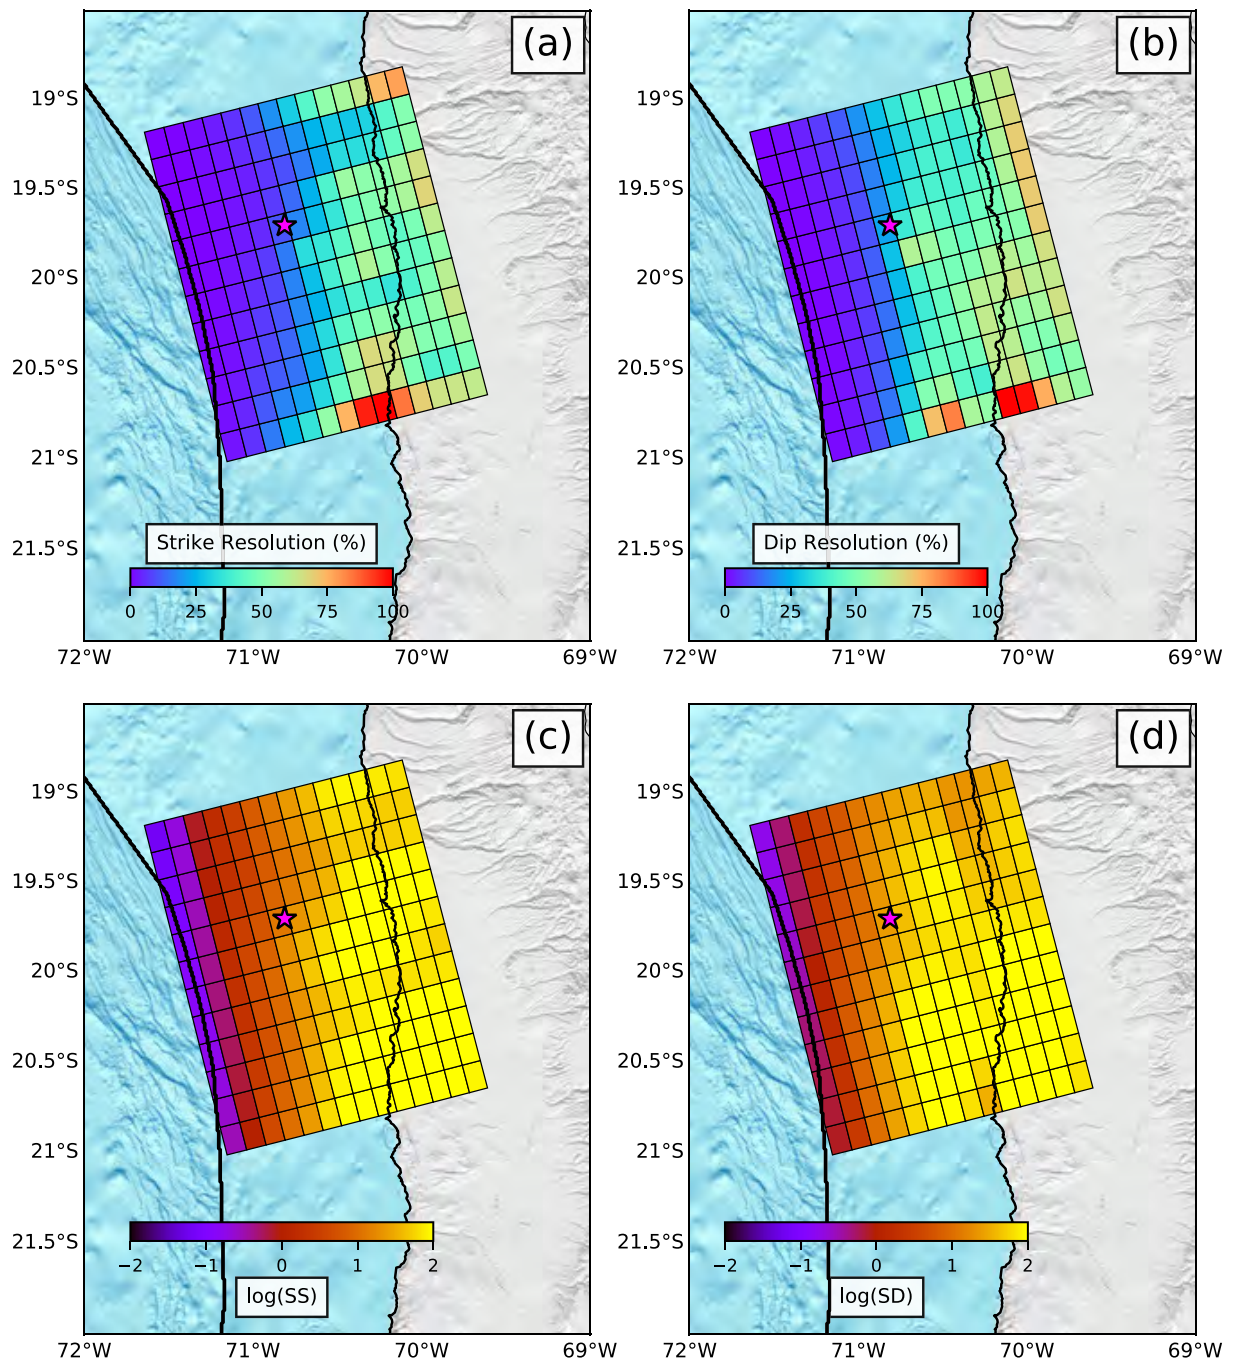 (a)
(b)
19°S
19.5°S
20°S
20.5°S
21°S
21.5°S
Strike Resolution (%)
0 25 50 75 100
72°W 71°W 70°W 69°W
19°S
19.5°S
20°S
20.5°S
21°S
21.5°S
Dip Resolution (%)
0 25 50 75 100
72°W 71°W 70°W 69°W
(c)
(d)
19°S
19.5°S
20°S
20.5°S
21°S
21.5°S
−2 −1 0 1 2
log(SS)
72°W 71°W 70°W 69°W
19°S
19.5°S
20°S
20.5°S
21°S
21.5°S
−2 −1 0 1 2
log(SD)
72°W 71°W 70°W 69°W